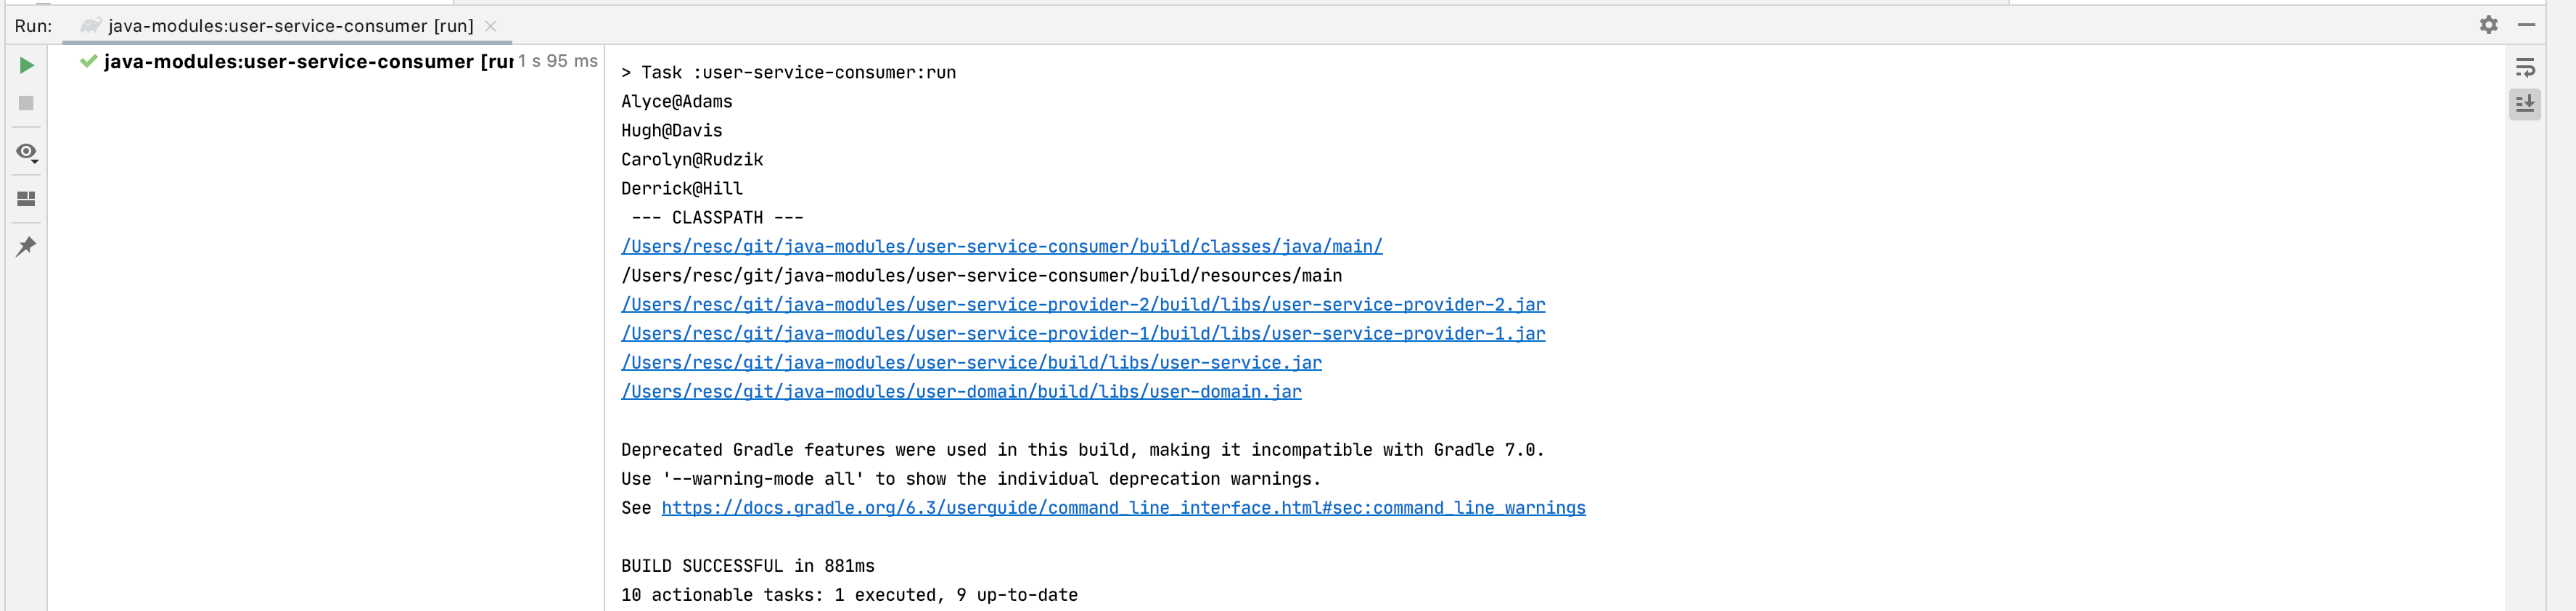 Run: java-modules:user-service-consumer [run]
java-modules:user-service-consumer [run 1 s 95 ms
> Task :user-service-consumer:run
Alyce@Adams
Hugh@Davis
Carolyn@Rudzik
Derrick@Hill
--- CLASSPATH ---
/Users/resc/git/java-modules/user-service-consumer/build/classes/java/main/
/Users/resc/git/java-modules/user-service-consumer/build/resources/main
/Users/resc/git/java-modules/user-service-provider-2/build/libs/user-service-provider-2.jar
/Users/resc/git/java-modules/user-service-provider-1/build/libs/user-service-provider-1.jar
/Users/resc/git/java-modules/user-service/build/libs/user-service.jar
/Users/resc/git/java-modules/user-domain/build/libs/user-domain.jar
Deprecated Gradle features were used in this build, making it incompatible with Gradle 7.0.
Use '--warning-mode all' to show the individual deprecation warnings.
See https://docs.gradle.org/6.3/userguide/command_line_interface.html#sec:command_line_warnings
BUILD SUCCESSFUL in 881ms
10 actionable tasks: 1 executed, 9 up-to-date